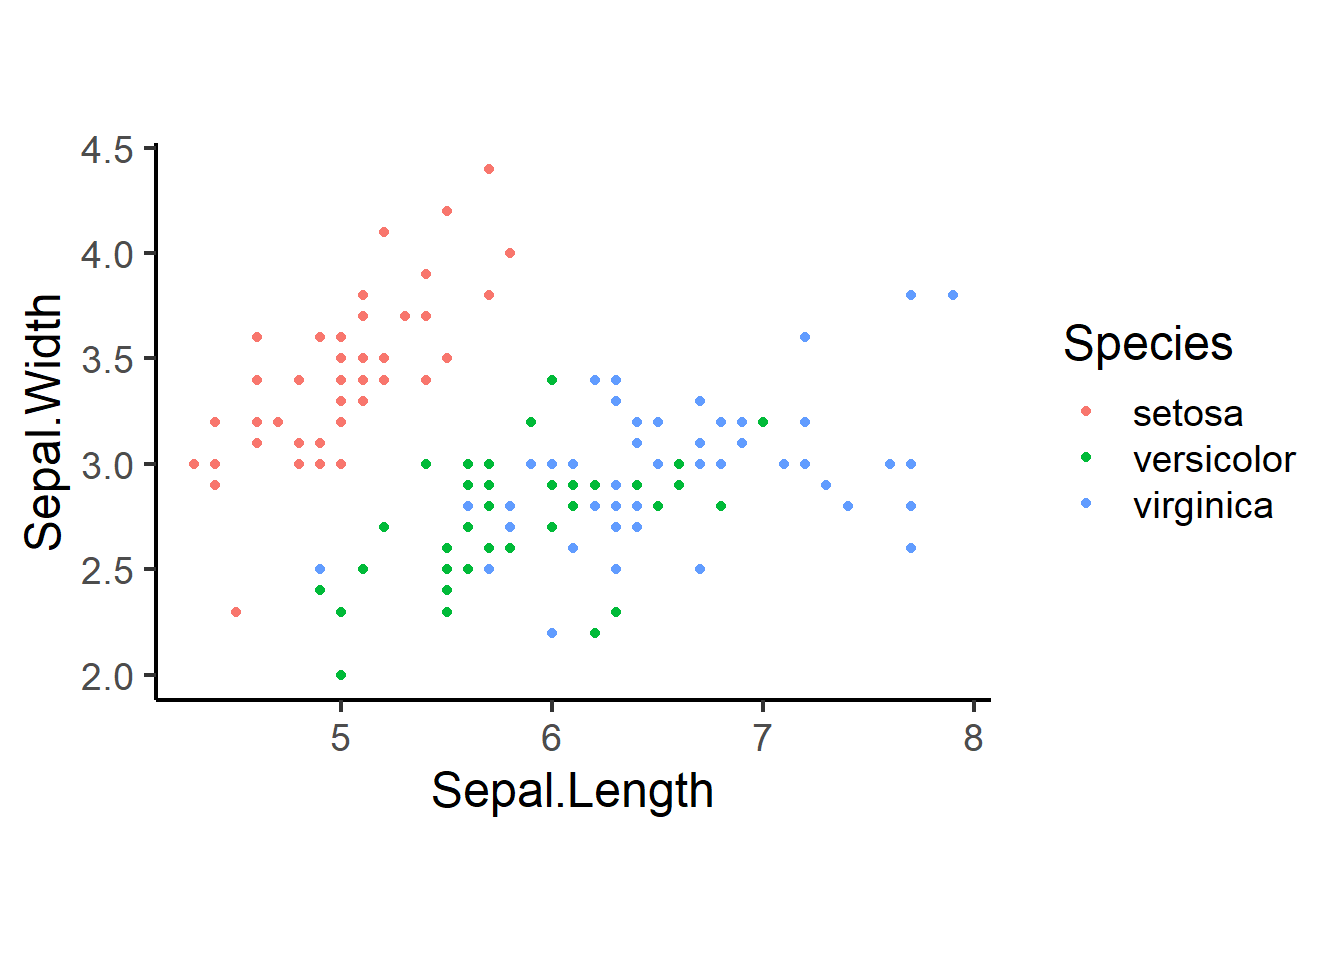 4.5
4.0
3.5
3.0
2.5
2.0
Sepal.Width
5 6 7 8
Sepal.Length
Species
setosa
versicolor
virginica